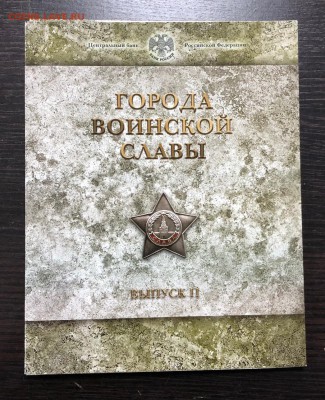 Центральный Банк Российской Федерации
ГОРОДА
ВОИНСКОЙ
СЛАВЫ
ВЫПУСК II